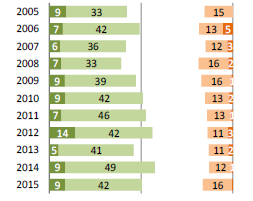 2005 9 33 15
2006 7 42 13 5
2007 6 36 12 3
2008 7 33 16 2
2009 9 39 16 1
2010 9 42 13 2
2011 7 46 13 1
2012 14 42 11 3
2013 5 41 11 2
2014 9 49 12 1
2015 9 42 16